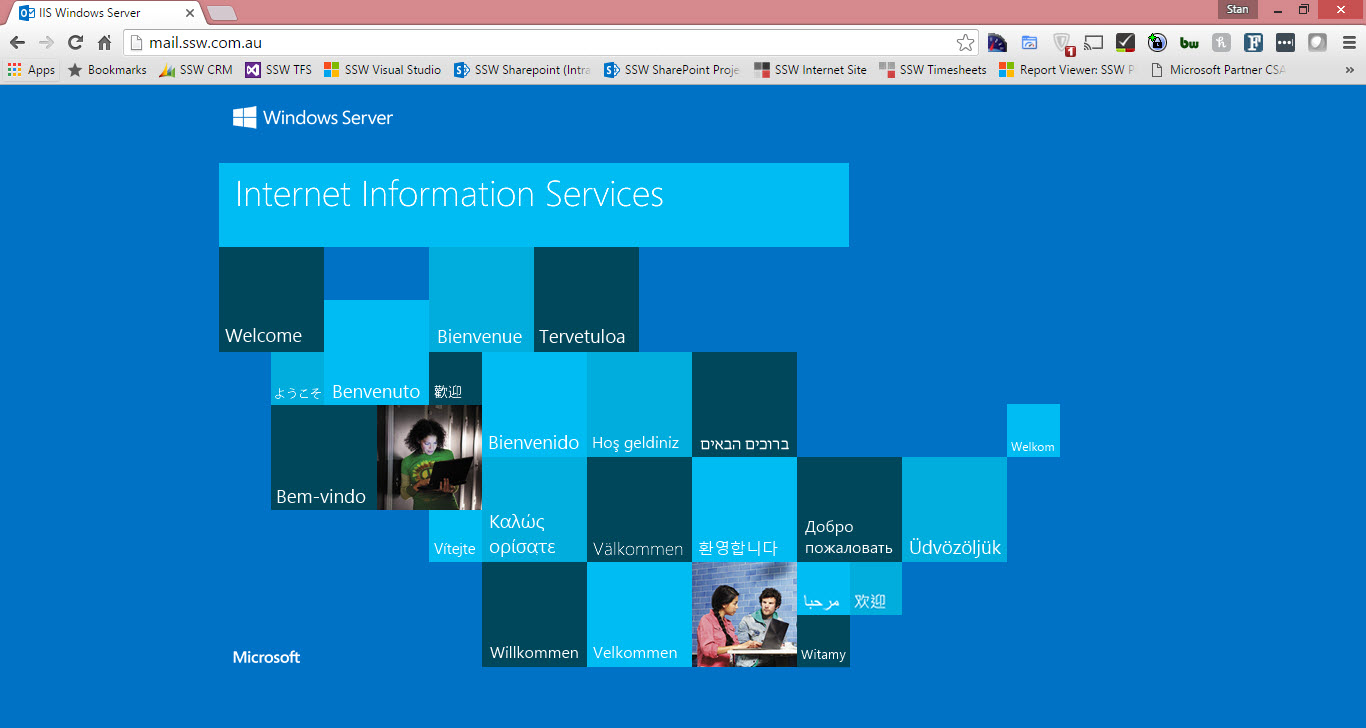 IIS Windows Server
Stan
mail.ssw.com.au
1
bw
Apps
Bookmarks
SSW CRM
SSW TFS
SSW Visual Studio
SSW Sharepoint (Intra
SSW SharePoint Proje
SSW Internet Site
SSW Timesheets
Report Viewer: SSW P
Microsoft Partner CSA
»
Windows Server
Internet Information Services
Welcome
Bienvenue
Tervetuloa
ようこそ
Benvenuto
歡迎
Bienvenido
Hoş geldiniz
ברוכים הבאים
Welkom
Bem-vindo
Vítejte
Καλώς
ορίσατε
Välkommen
환영합니다
Добро
пожаловать
Üdvözöljük
مرحبا
欢迎
Willkommen
Velkommen
Witamy
Microsoft